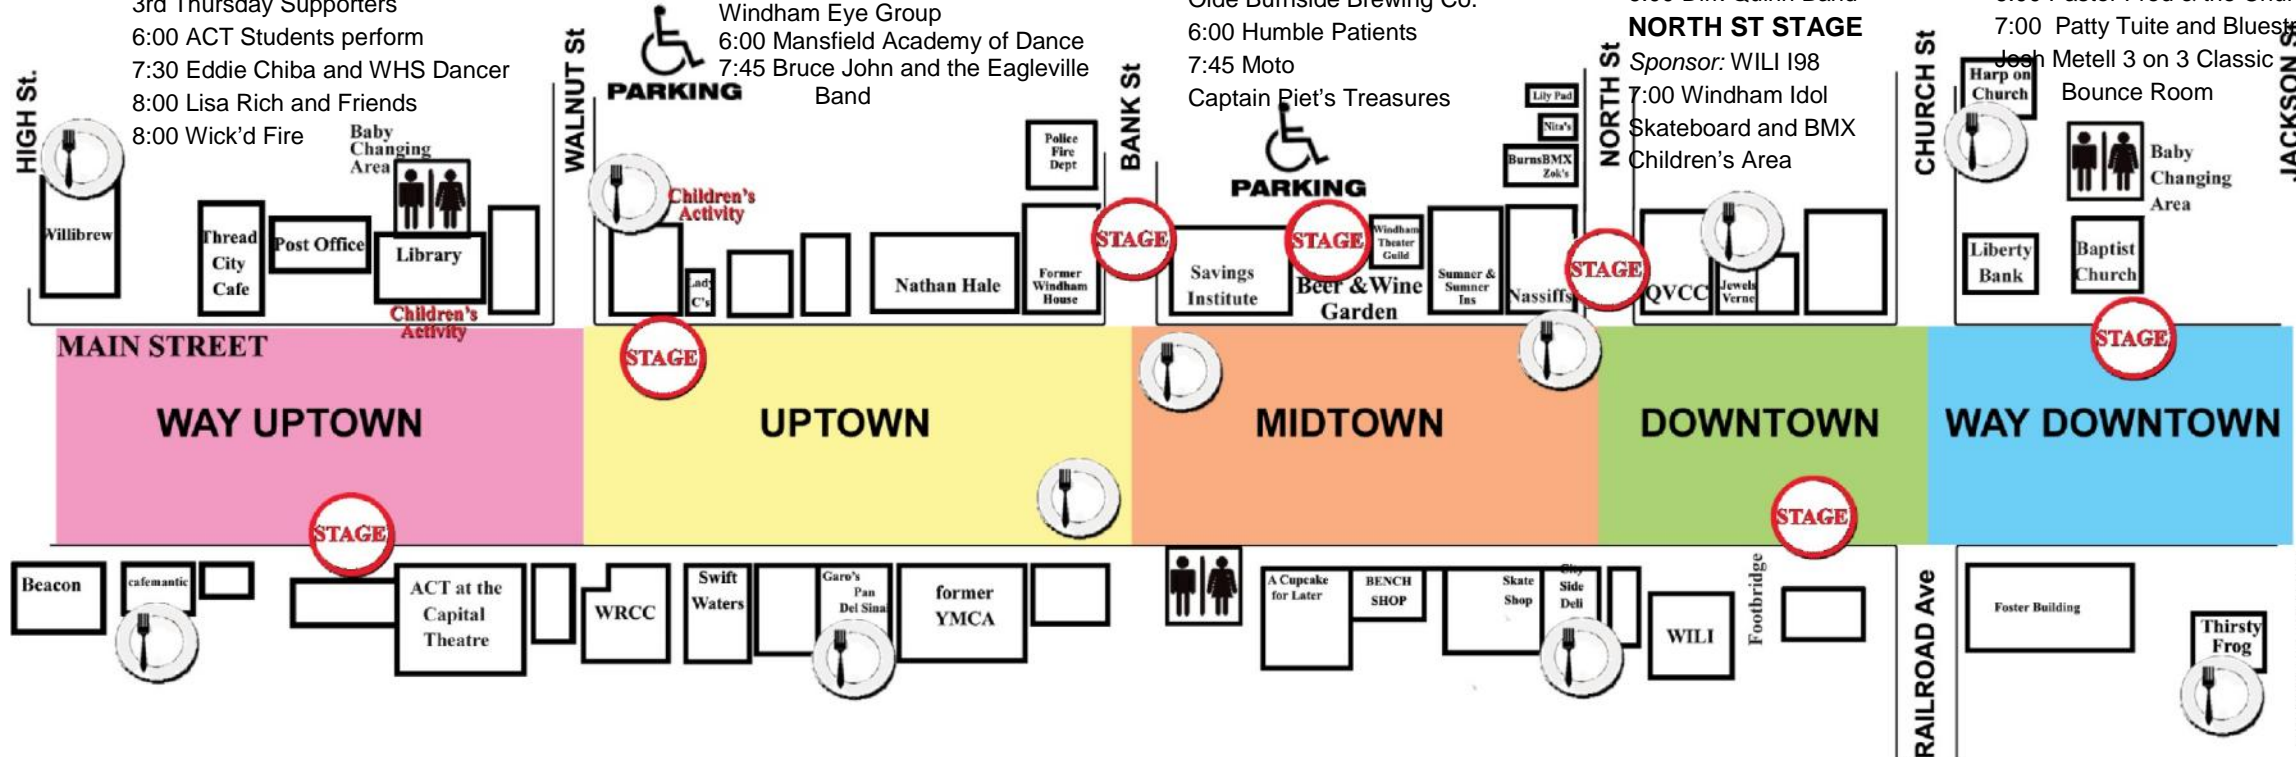 3rd Thursday Supporters
6:00 ACT Students perform
7:30 Eddie Chiba and WHS Dancer
8:00 Lisa Rich and Friends
8:00 Wick'd Fire
Windham Eye Group
6:00 Mansfield Academy of Dance
7:45 Bruce John and the Eagleville
Band
Olde Burnside Brewing Co.
6:00 Humble Patients
7:45 Moto
Captain Piet's Treasures
NORTH ST STAGE
Sponsor: WILI I98
7:00 Windham Idol
Skateboard and BMX
Children's Area
7:00 Patty Tuite and
Josh Metell 3 on 3 Classic
Bounce Room
HIGH St.
WALNUT St
BANK St
NORTH St
CHURCH St
JACKSON St
PARKING
PARKING
Baby
Changing
Area
Villibrew
Thread
City
Cafe
Post Office
Library
Children's
Activity
Children's
Activity
Lady
C's
Nathan Hale
Police
Fire
Dept
Former
Windham
House
STAGE
Savings
Institute
STAGE
Beer & Wine
Garden
Windham
Theater
Guild
Sumner &
Sumner
Ins
Nassiffs
Lily Pad
Nita's
BurnsBMX
Zok's
STAGE
QVCC
Jewels
Verne
Harp on
Church
Liberty
Bank
Baptist
Church
Baby
Changing
Area
STAGE
STAGE
MAIN STREET
WAY UPTOWN
UPTOWN
MIDTOWN
DOWNTOWN
WAY DOWNTOWN
STAGE
STAGE
Beacon
cafemantic
ACT at the
Capital
Theatre
WRCC
Swift
Waters
Garo's
Pan
Del Sina
former
YMCA
A Cupcake
for Later
BENCH
SHOP
Skate
Shop
City
Side
Deli
WILI
Footbridge
RAILROAD Ave
Foster Building
Thirsty
Frog